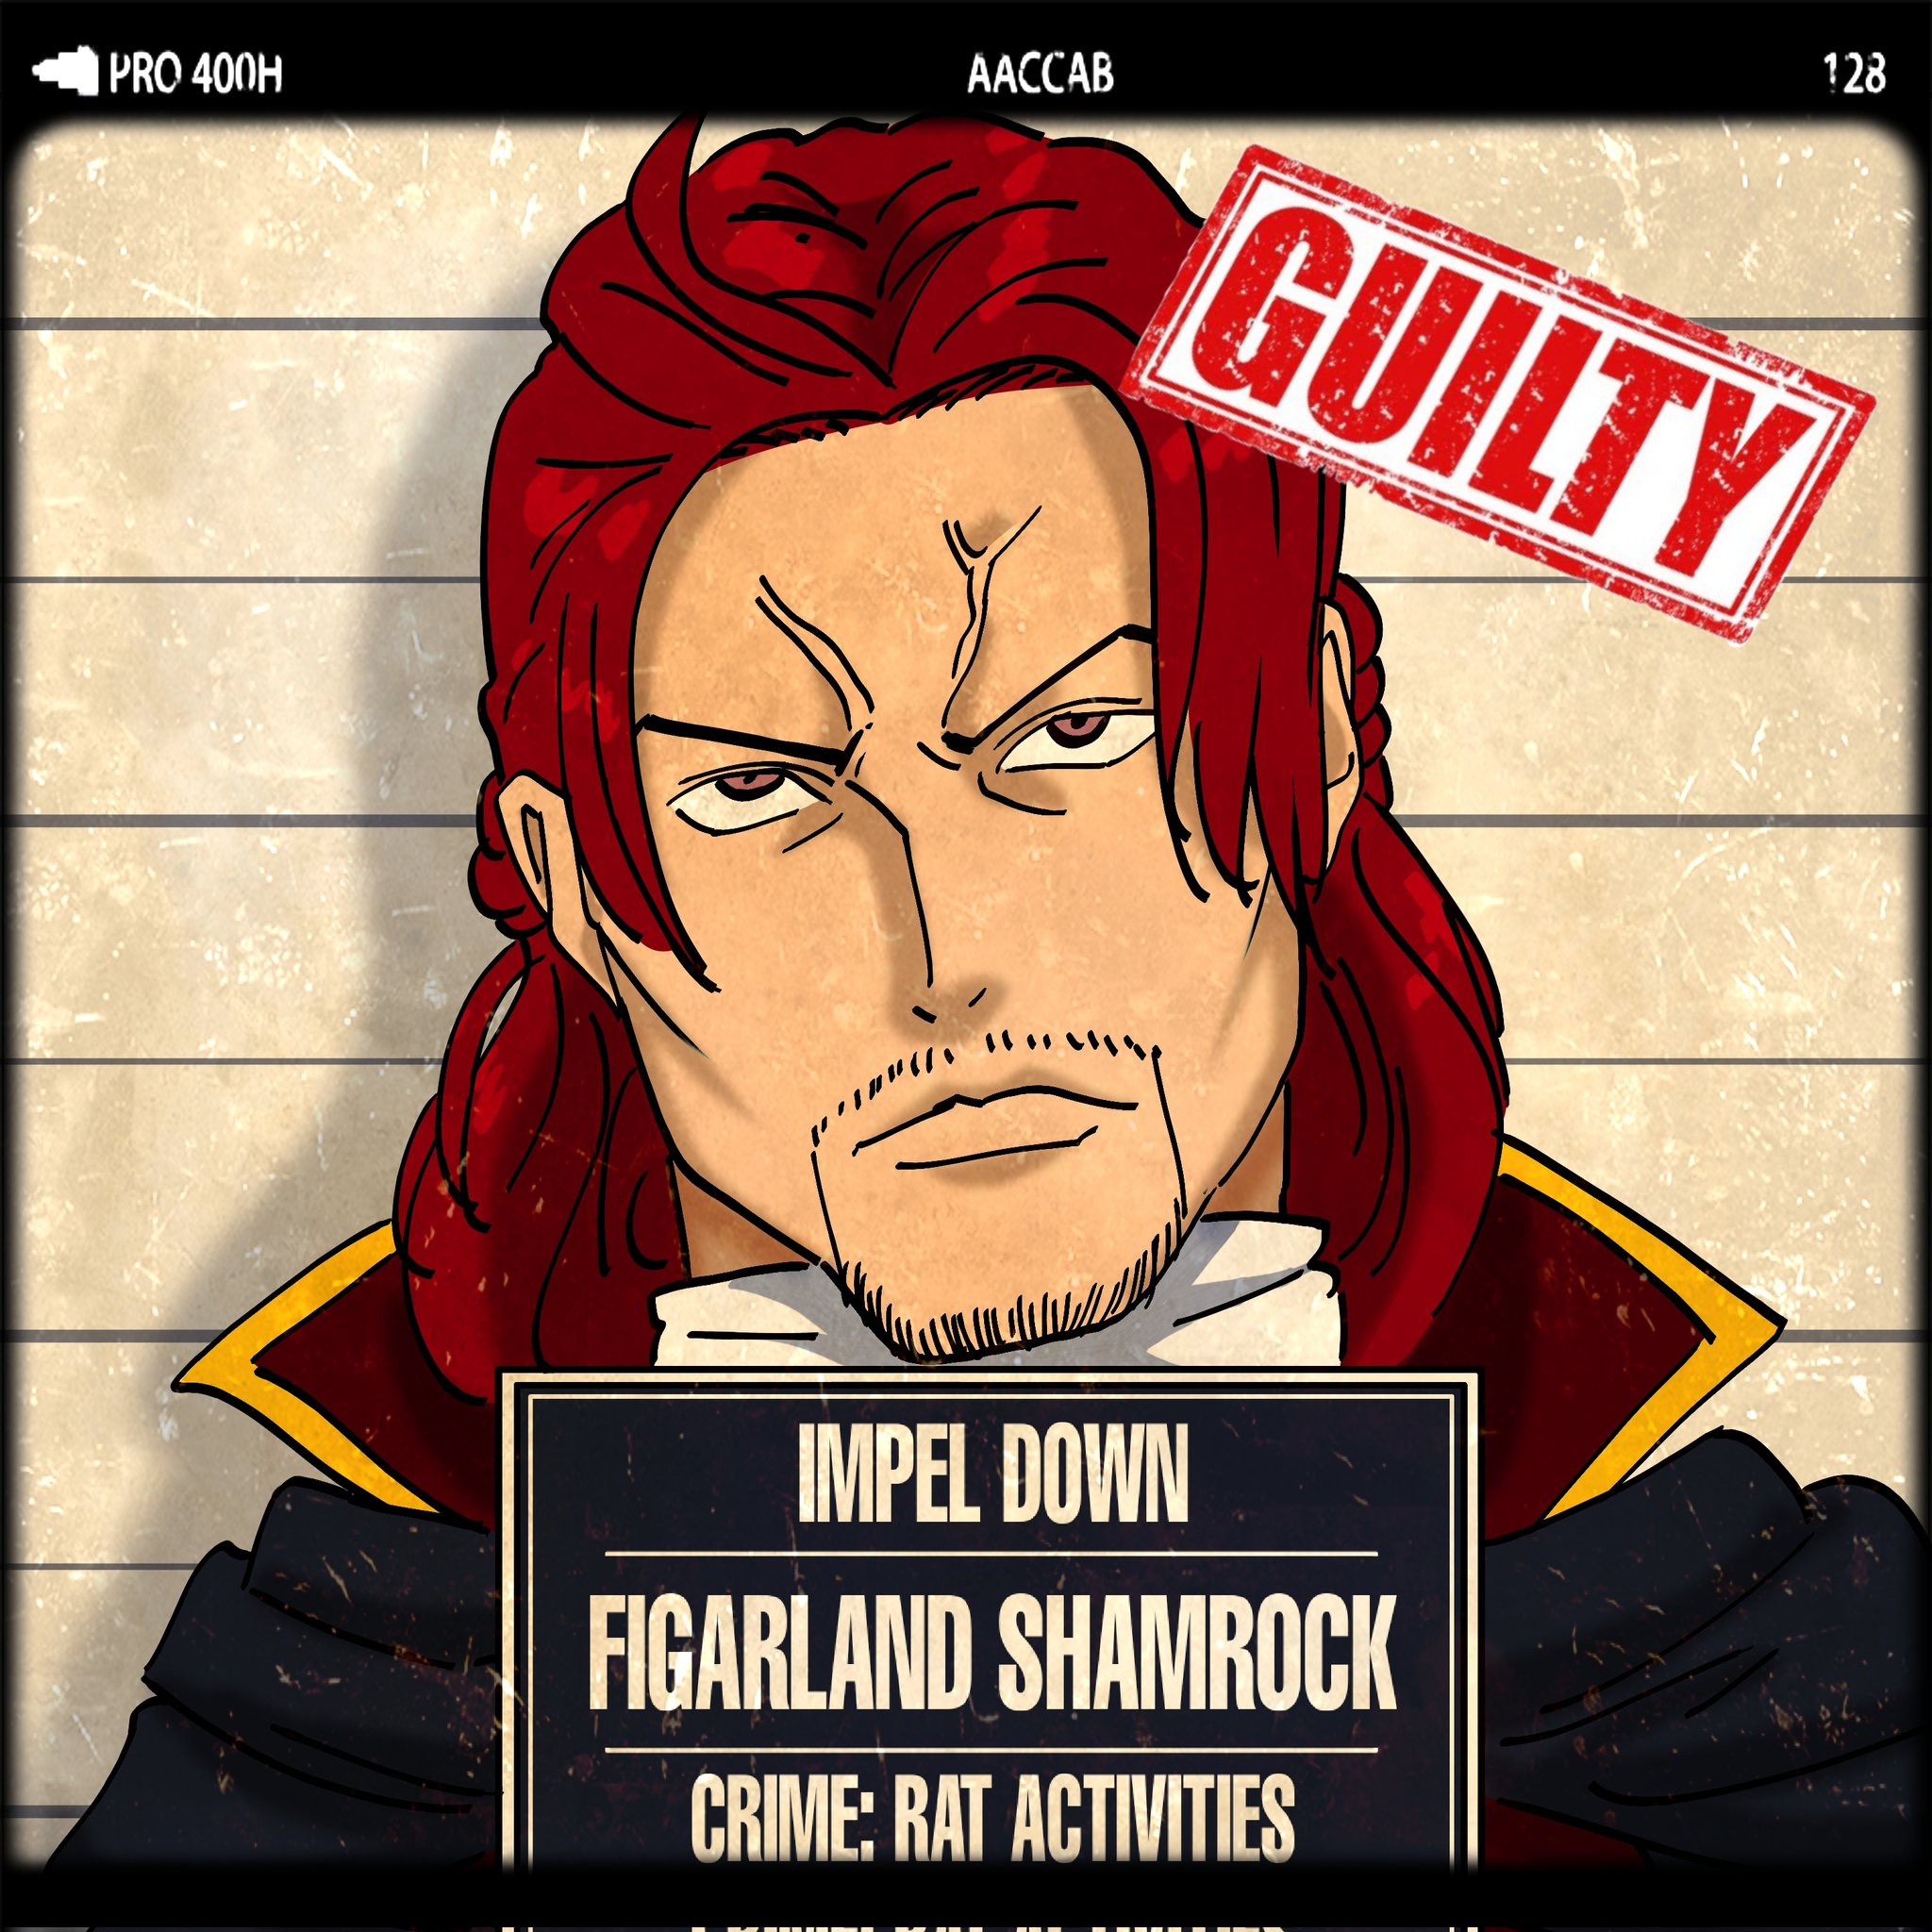 PRO 400H AACCAB 128
GUILTY
IMPEL DOWN
FIGARLAND SHAMROCK
CRIME: RAT ACTIVITIES